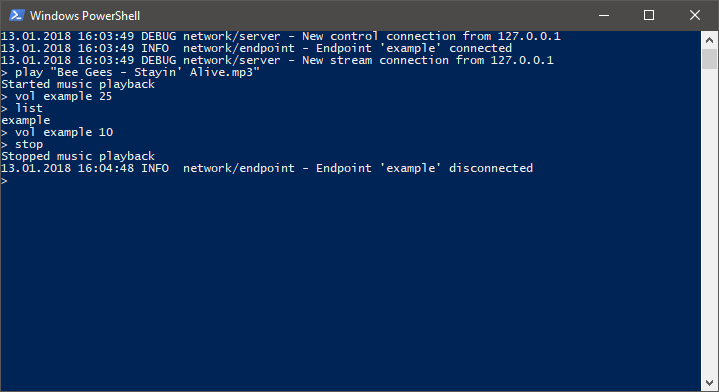 Windows PowerShell
13.01.2018 16:03:49 DEBUG network/server - New control connection from 127.0.0.1
13.01.2018 16:03:49 INFO  network/endpoint - Endpoint 'example' connected
13.01.2018 16:03:49 DEBUG network/server - New stream connection from 127.0.0.1
> play "Bee Gees - Stayin' Alive.mp3"
Started music playback
> vol example 25
> list
example
> vol example 10
> stop
Stopped music playback
13.01.2018 16:04:48 INFO  network/endpoint - Endpoint 'example' disconnected
>